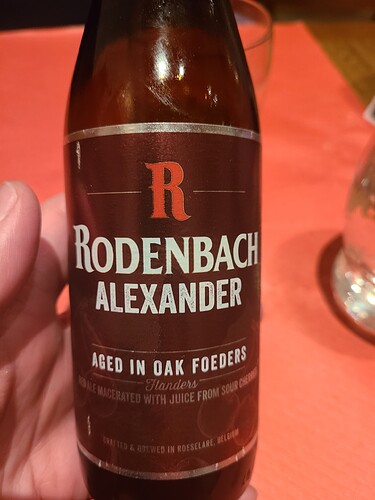 R
RODENBACH
ALEXANDER
AGED IN OAK FOEDERS
Flanders
RED ALE MACERATED WITH JUICE FROM SOUR CHERRIES
CRAFTED & BREWED IN ROESELARE, BELGIUM